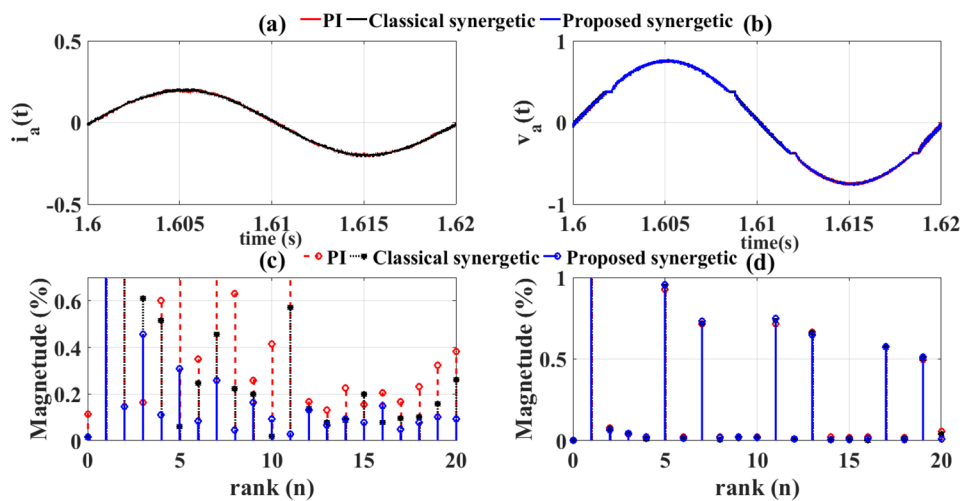 (a) (b)
PI Classical synergetic Proposed synergetic
0.5
0
-0.5
i_a(t)
1.6 1.605 1.61 1.615 1.62
time (s)
1
0
-1
v_a(t)
1.6 1.605 1.61 1.615 1.62
time(s)
(c) (d)
PI Classical synergetic Proposed synergetic
0.6
0.4
0.2
0
Magnetude (%)
0 5 10 15 20
rank (n)
1
0.5
0
Magnetude (%)
0 5 10 15 20
rank (n)